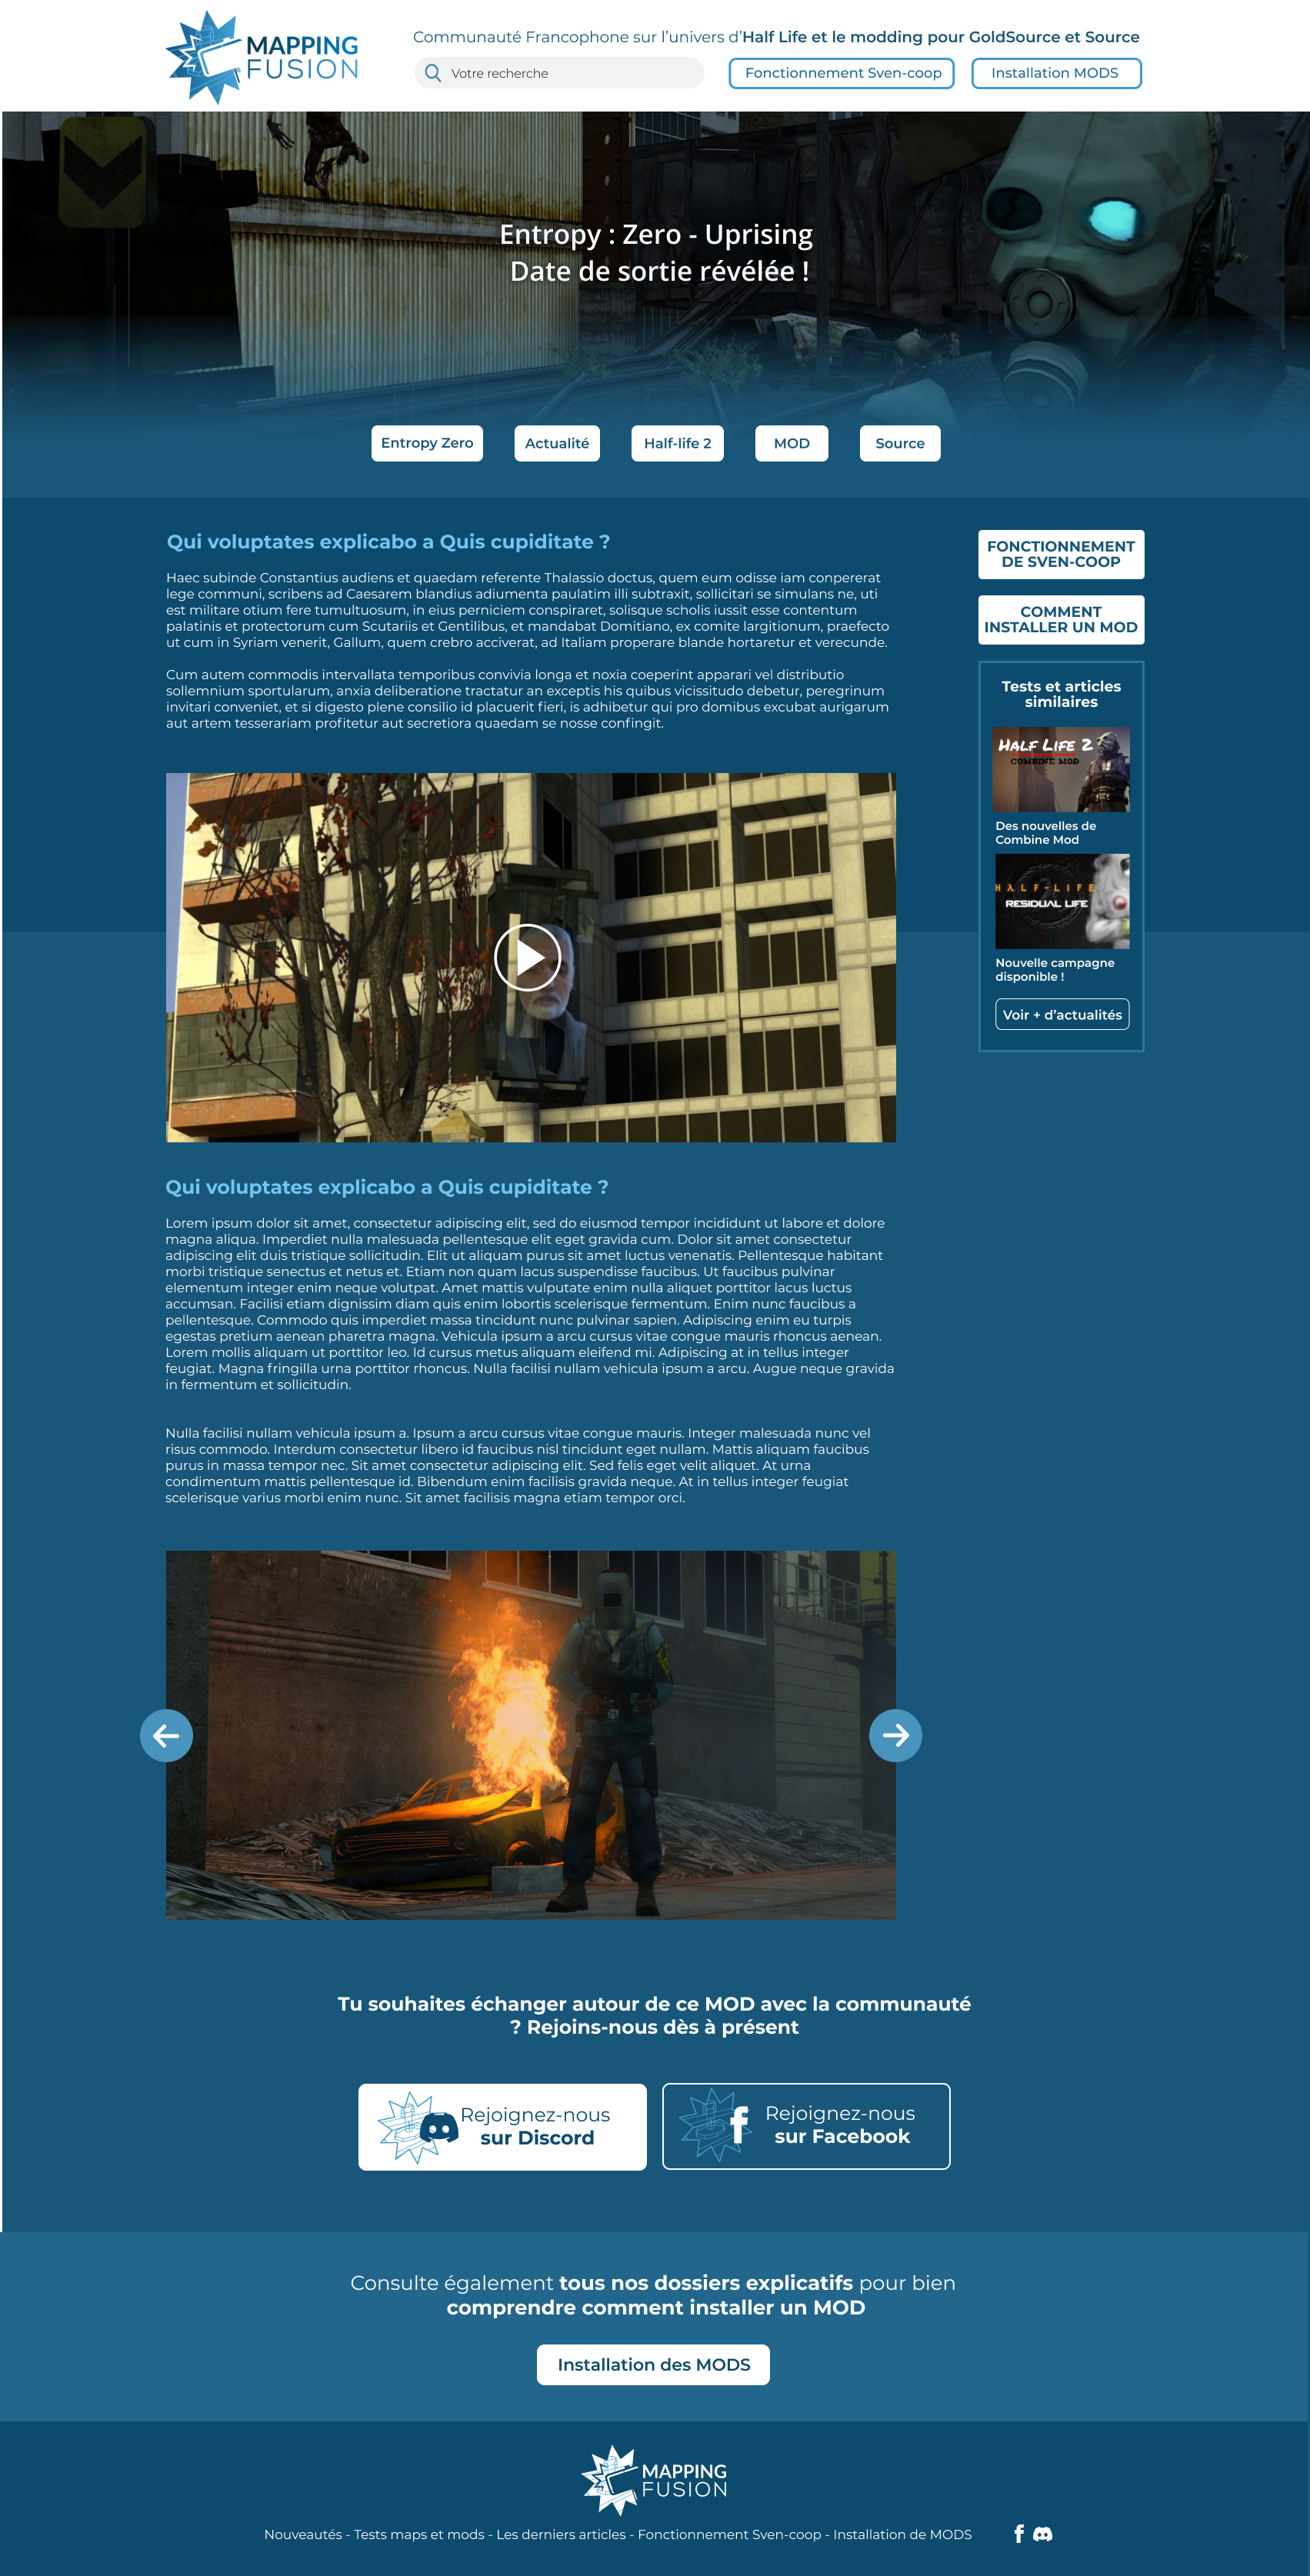 MAPPING
FUSION
Communauté Francophone sur l'univers d'Half Life et le modding pour GoldSource et Source
Votre recherche
Fonctionnement Sven-coop
Installation MODS
Entropy : Zero - Uprising
Date de sortie révélée !
Entropy Zero
Actualité
Half-life 2
MOD
Source
Qui voluptates explicabo a Quis cupiditate ?
Haec subinde Constantius audiens et quaedam referente Thalassio doctus, quem eum odisse iam conpererat
lege communi, scribens ad Caesarem blandius adiumenta paulatim illi subtraxit, sollicitari se simulans ne, uti
est militare otium fere tumultuosum, in eius perniciem conspiraret, solisque scholis iussit esse contentum
palatinis et protectorum cum Scutariis et Gentilibus, et mandabat Domitiano, ex comite largitionum, praefecto
ut cum in Syriam venerit, Gallum, quem crebro acciverat, ad Italiam properare blande hortaretur et verecunde.
Cum autem commodis intervallata temporibus convivia longa et noxia coeperint apparari vel distributio
sollemnium sportularum, anxia deliberatione tractatur an exceptis his quibus vicissitudo debetur, peregrinum
invitari conveniet, et si digesto plene consilio id placuerit fieri, is adhibetur qui pro domibus excubat aurigarum
aut artem tesserariam profitetur aut secretiora quaedam se nosse confingit.
FONCTIONNEMENT
DE SVEN-COOP
COMMENT
INSTALLER UN MOD
Tests et articles
similaires
HALF LIFE 2
COMBINE MOD
Des nouvelles de
Combine Mod
HλLF-LIFE
RESIDUAL LIFE
Nouvelle campagne
disponible !
Voir + d'actualités
Qui voluptates explicabo a Quis cupiditate ?
Lorem ipsum dolor sit amet, consectetur adipiscing elit, sed do eiusmod tempor incididunt ut labore et dolore
magna aliqua. Imperdiet nulla malesuada pellentesque elit eget gravida cum. Dolor sit amet consectetur
adipiscing elit duis tristique sollicitudin. Elit ut aliquam purus sit amet luctus venenatis. Pellentesque habitant
morbi tristique senectus et netus et. Etiam non quam lacus suspendisse faucibus. Ut faucibus pulvinar
elementum integer enim neque volutpat. Amet mattis vulputate enim nulla aliquet porttitor lacus luctus
accumsan. Facilisi etiam dignissim diam quis enim lobortis scelerisque fermentum. Enim nunc faucibus a
pellentesque. Commodo quis imperdiet massa tincidunt nunc pulvinar sapien. Adipiscing enim eu turpis
egestas pretium aenean pharetra magna. Vehicula ipsum a arcu cursus vitae congue mauris rhoncus aenean.
Lorem mollis aliquam ut porttitor leo. Id cursus metus aliquam eleifend mi. Adipiscing at in tellus integer
feugiat. Magna fringilla urna porttitor rhoncus. Nulla facilisi nullam vehicula ipsum a arcu. Augue neque gravida
in fermentum et sollicitudin.
Nulla facilisi nullam vehicula ipsum a. Ipsum a arcu cursus vitae congue mauris. Integer malesuada nunc vel
risus commodo. Interdum consectetur libero id faucibus nisl tincidunt eget nullam. Mattis aliquam faucibus
purus in massa tempor nec. Sit amet consectetur adipiscing elit. Sed felis eget velit aliquet. At urna
condimentum mattis pellentesque id. Bibendum enim facilisis gravida neque. At in tellus integer feugiat
scelerisque varius morbi enim nunc. Sit amet facilisis magna etiam tempor orci.
Tu souhaites échanger autour de ce MOD avec la communauté
? Rejoins-nous dès à présent
Rejoignez-nous
sur Discord
Rejoignez-nous
sur Facebook
Consulte également tous nos dossiers explicatifs pour bien
comprendre comment installer un MOD
Installation des MODS
MAPPING
FUSION
Nouveautés - Tests maps et mods - Les derniers articles - Fonctionnement Sven-coop - Installation de MODS